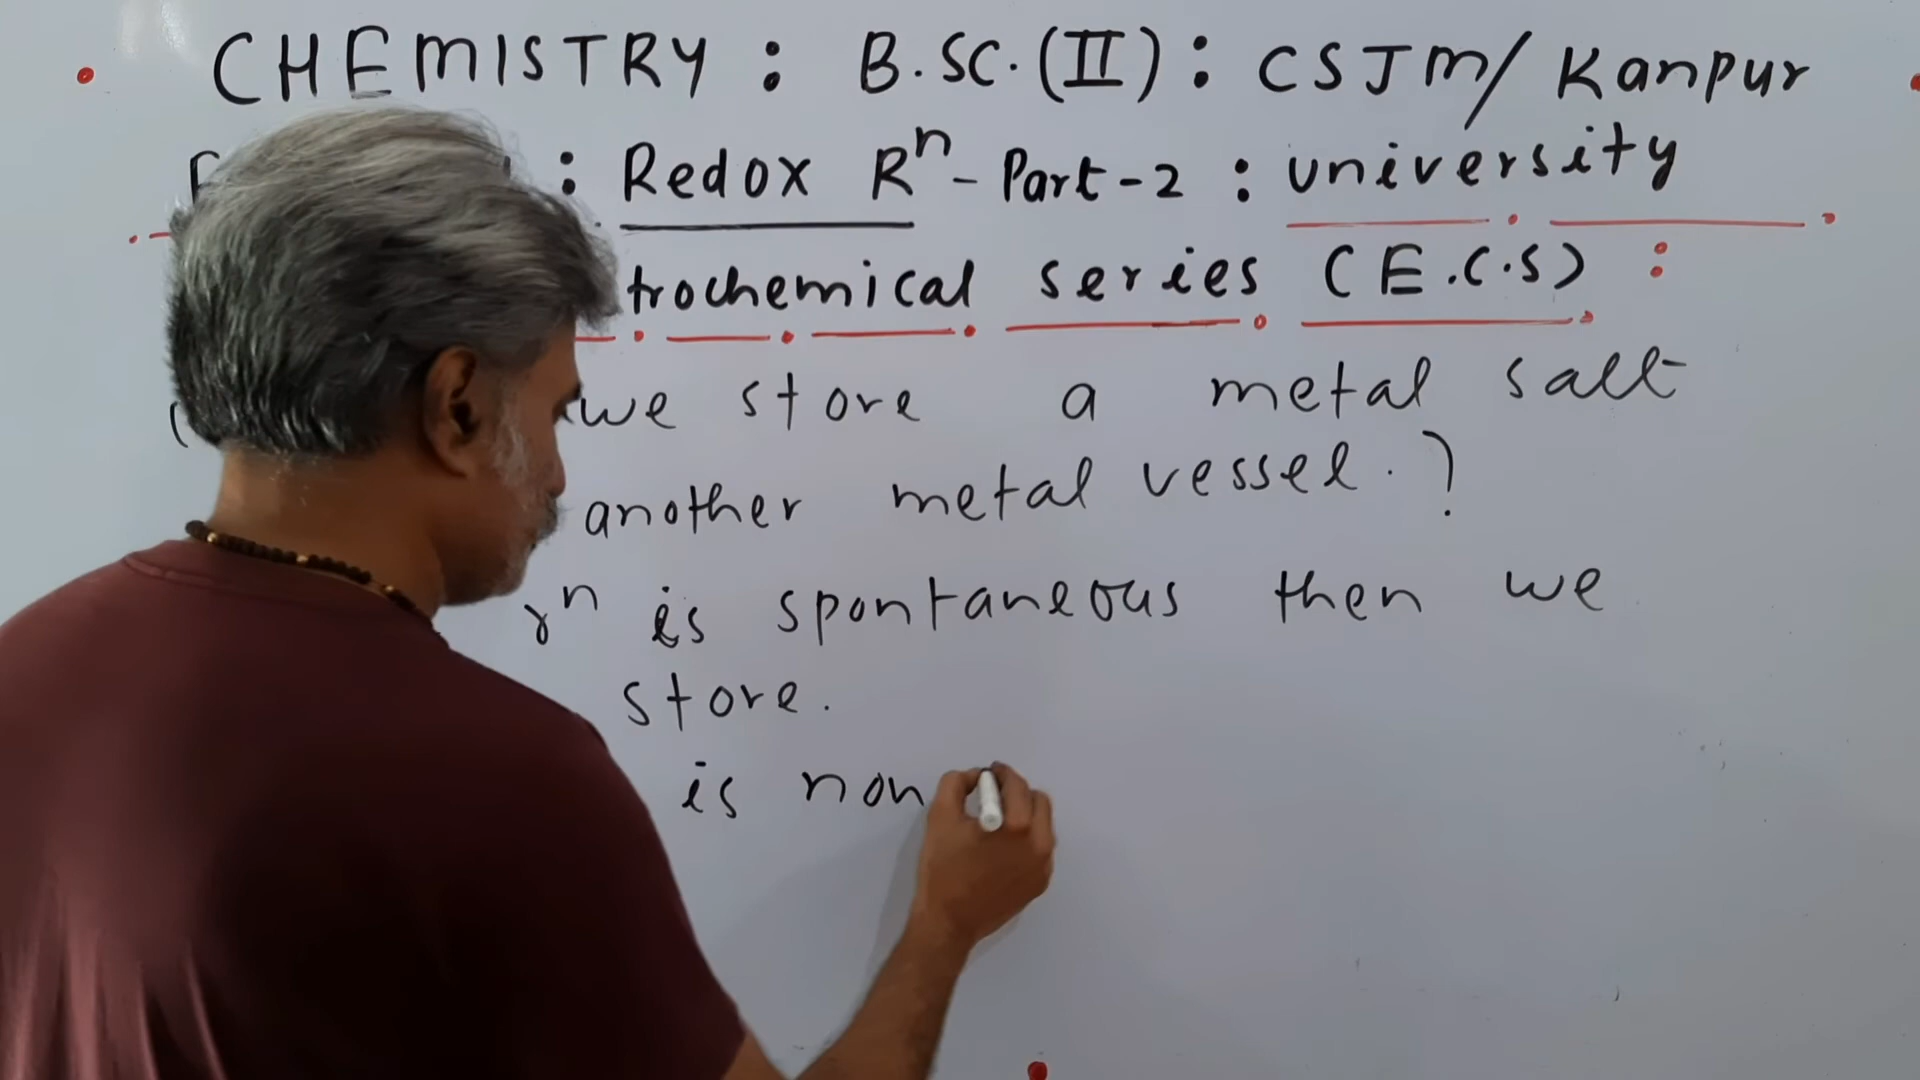 CHEMISTRY : B.SC.(II) : CSJM/ Kanpur
: Redox Rⁿ - Part-2 : university
trochemical series (E.C.S) :
we store a metal salt
another metal vessel. ?
rⁿ is spontaneous then we
store.
is non